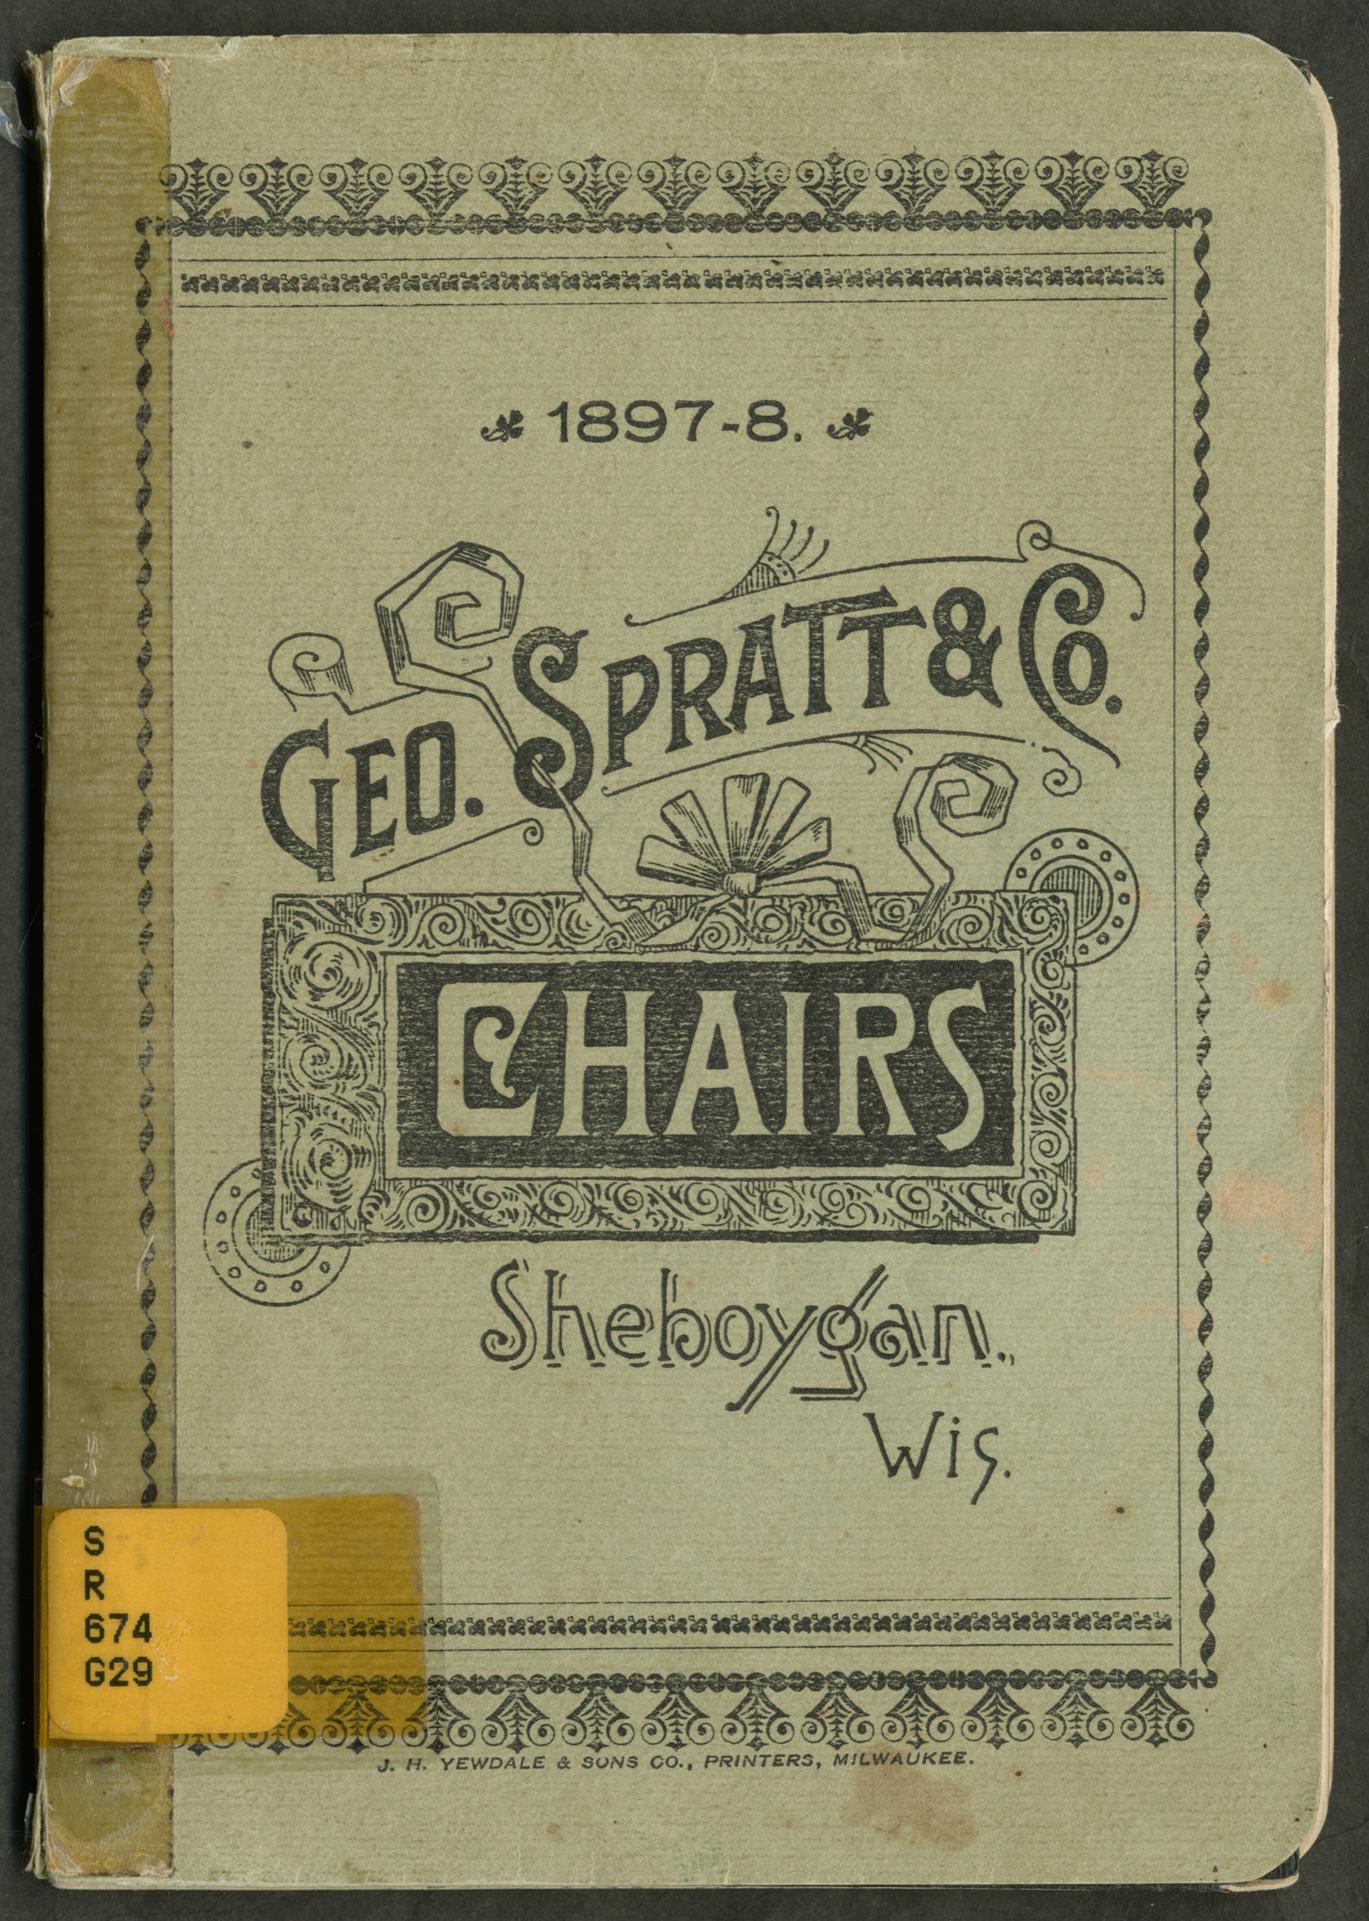 1897-8.
GEO. SPRATT & CO.
CHAIRS
Sheboygan.
Wis.
S
R
674
G29
J. H. YEWDALE & SONS CO., PRINTERS, MILWAUKEE.